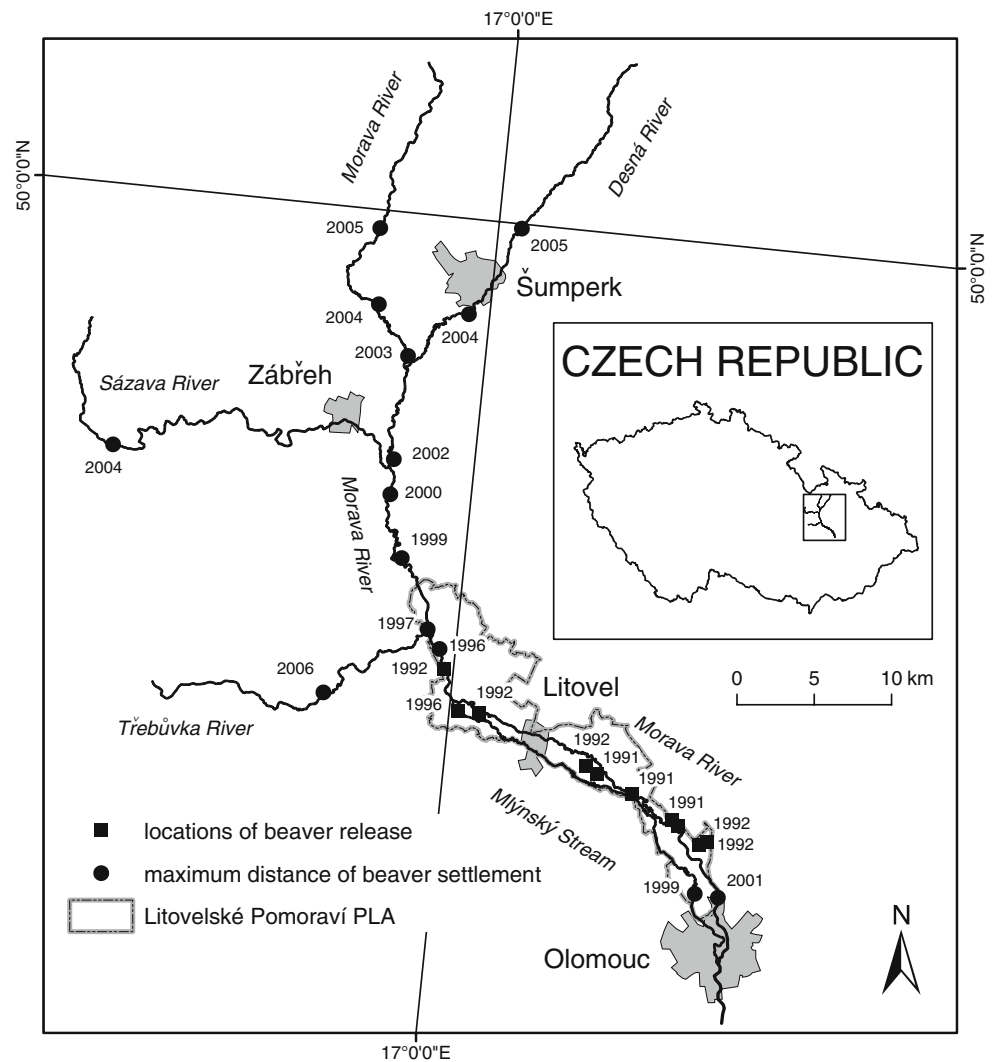 17°0'0"E
Morava River
Desná River
50°0'0"N
2005
2005
50°0'0"N
Šumperk
2004
2004
2003
CZECH REPUBLIC
Zábřeh
Sázava River
2004
2002
Morava River
2000
1999
1997
1996
1992
2006
Litovel
0 5 10 km
1996
1992
Třebůvka River
Morava River
1992
1991
1991
Mlýnský Stream
1991
1992
1992
locations of beaver release
maximum distance of beaver settlement
1999
2001
Litovelské Pomoraví PLA
N
Olomouc
17°0'0"E